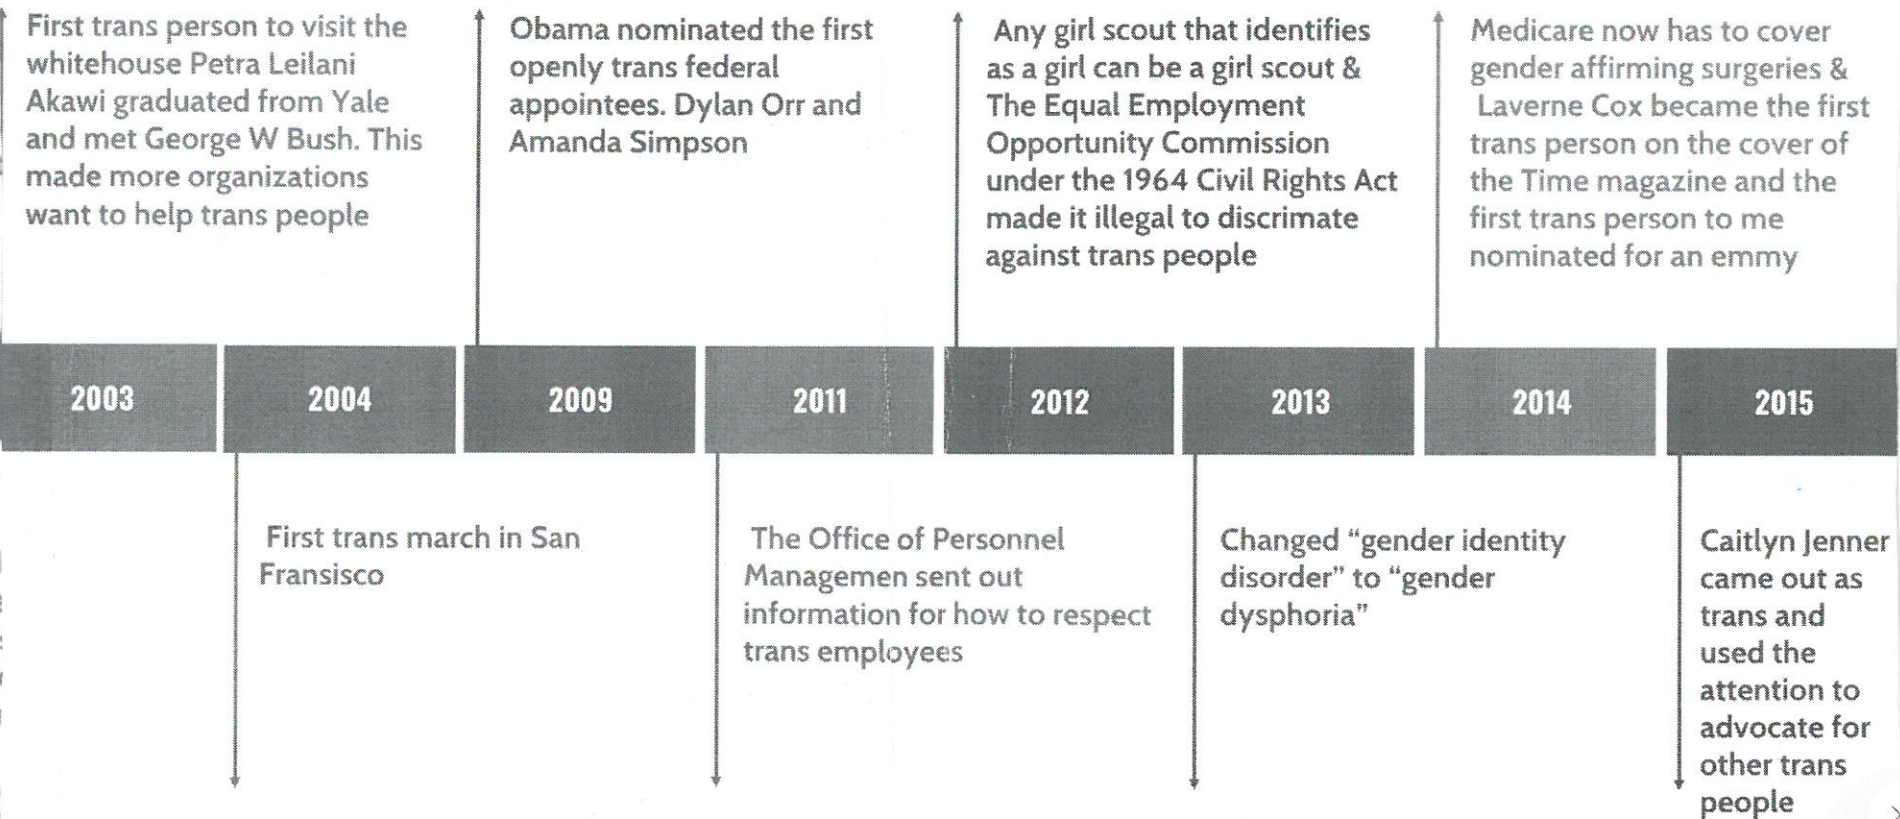 First trans person to visit the
whitehouse Petra Leilani
Akawi graduated from Yale
and met George W Bush. This
made more organizations
want to help trans people
Obama nominated the first
openly trans federal
appointees. Dylan Orr and
Amanda Simpson
Any girl scout that identifies
as a girl can be a girl scout &
The Equal Employment
Opportunity Commission
under the 1964 Civil Rights Act
made it illegal to discrimate
against trans people
Medicare now has to cover
gender affirming surgeries &
Laverne Cox became the first
trans person on the cover of
the Time magazine and the
first trans person to me
nominated for an emmy
2003
2004
2009
2011
2012
2013
2014
2015
First trans march in San
Fransisco
The Office of Personnel
Managemen sent out
information for how to respect
trans employees
Changed “gender identity
disorder” to “gender
dysphoria”
Caitlyn Jenner
came out as
trans and
used the
attention to
advocate for
other trans
people